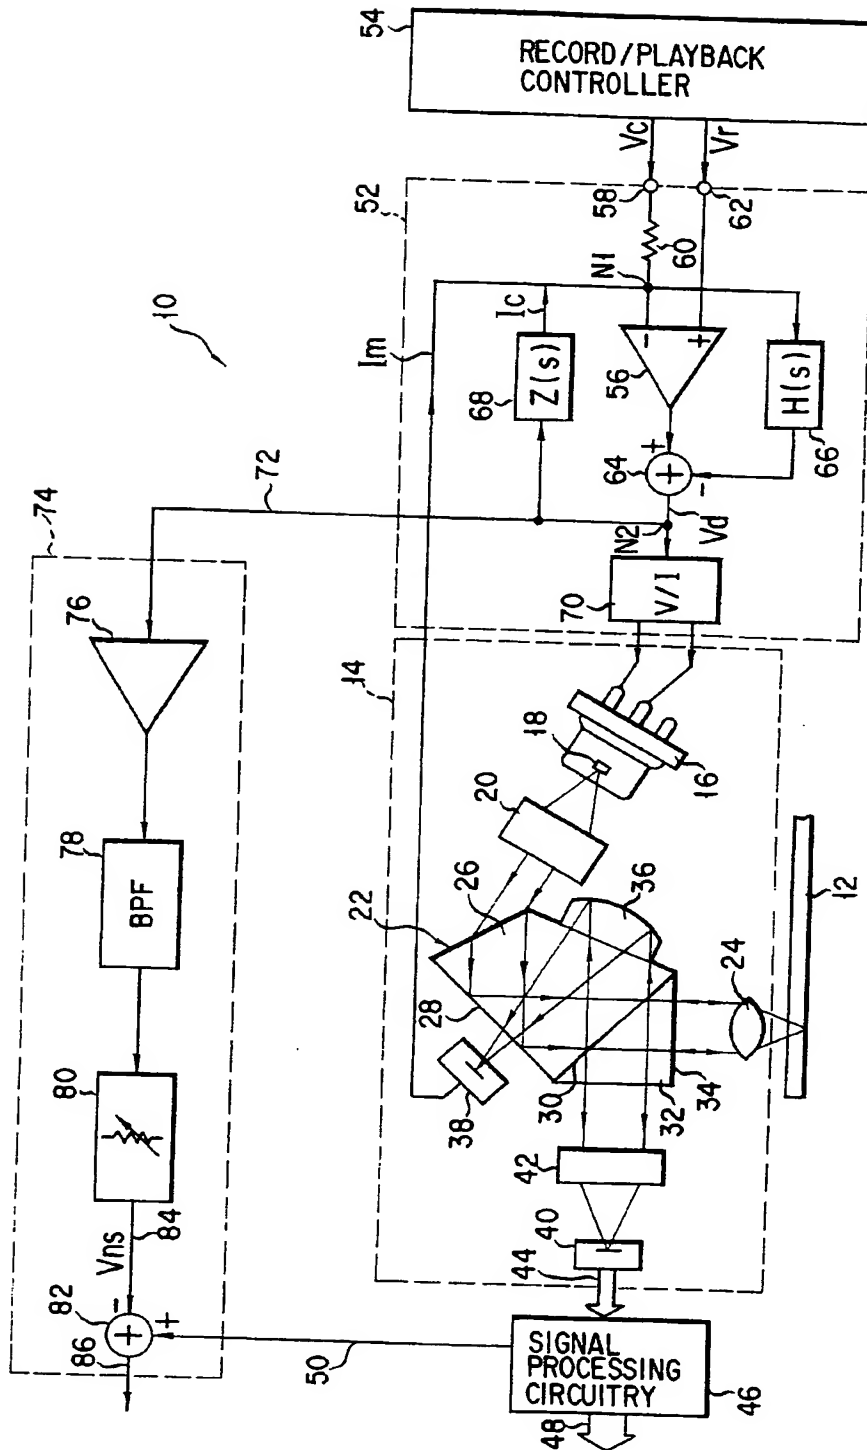 54
RECORD/PLAYBACK
CONTROLLER
Vc
Vr
52
58
62
60
N1
Im
Ic
68
Z(s)
-
+
56
H(s)
66
10
64
+
+
-
N2
Vd
72
70
V/I
74
76
14
18
16
20
78
BPF
22
26
36
12
24
28
38
30
32
34
80
42
40
44
84
Vns
82
-
+
+
86
50
SIGNAL
PROCESSING
CIRCUITRY
46
48